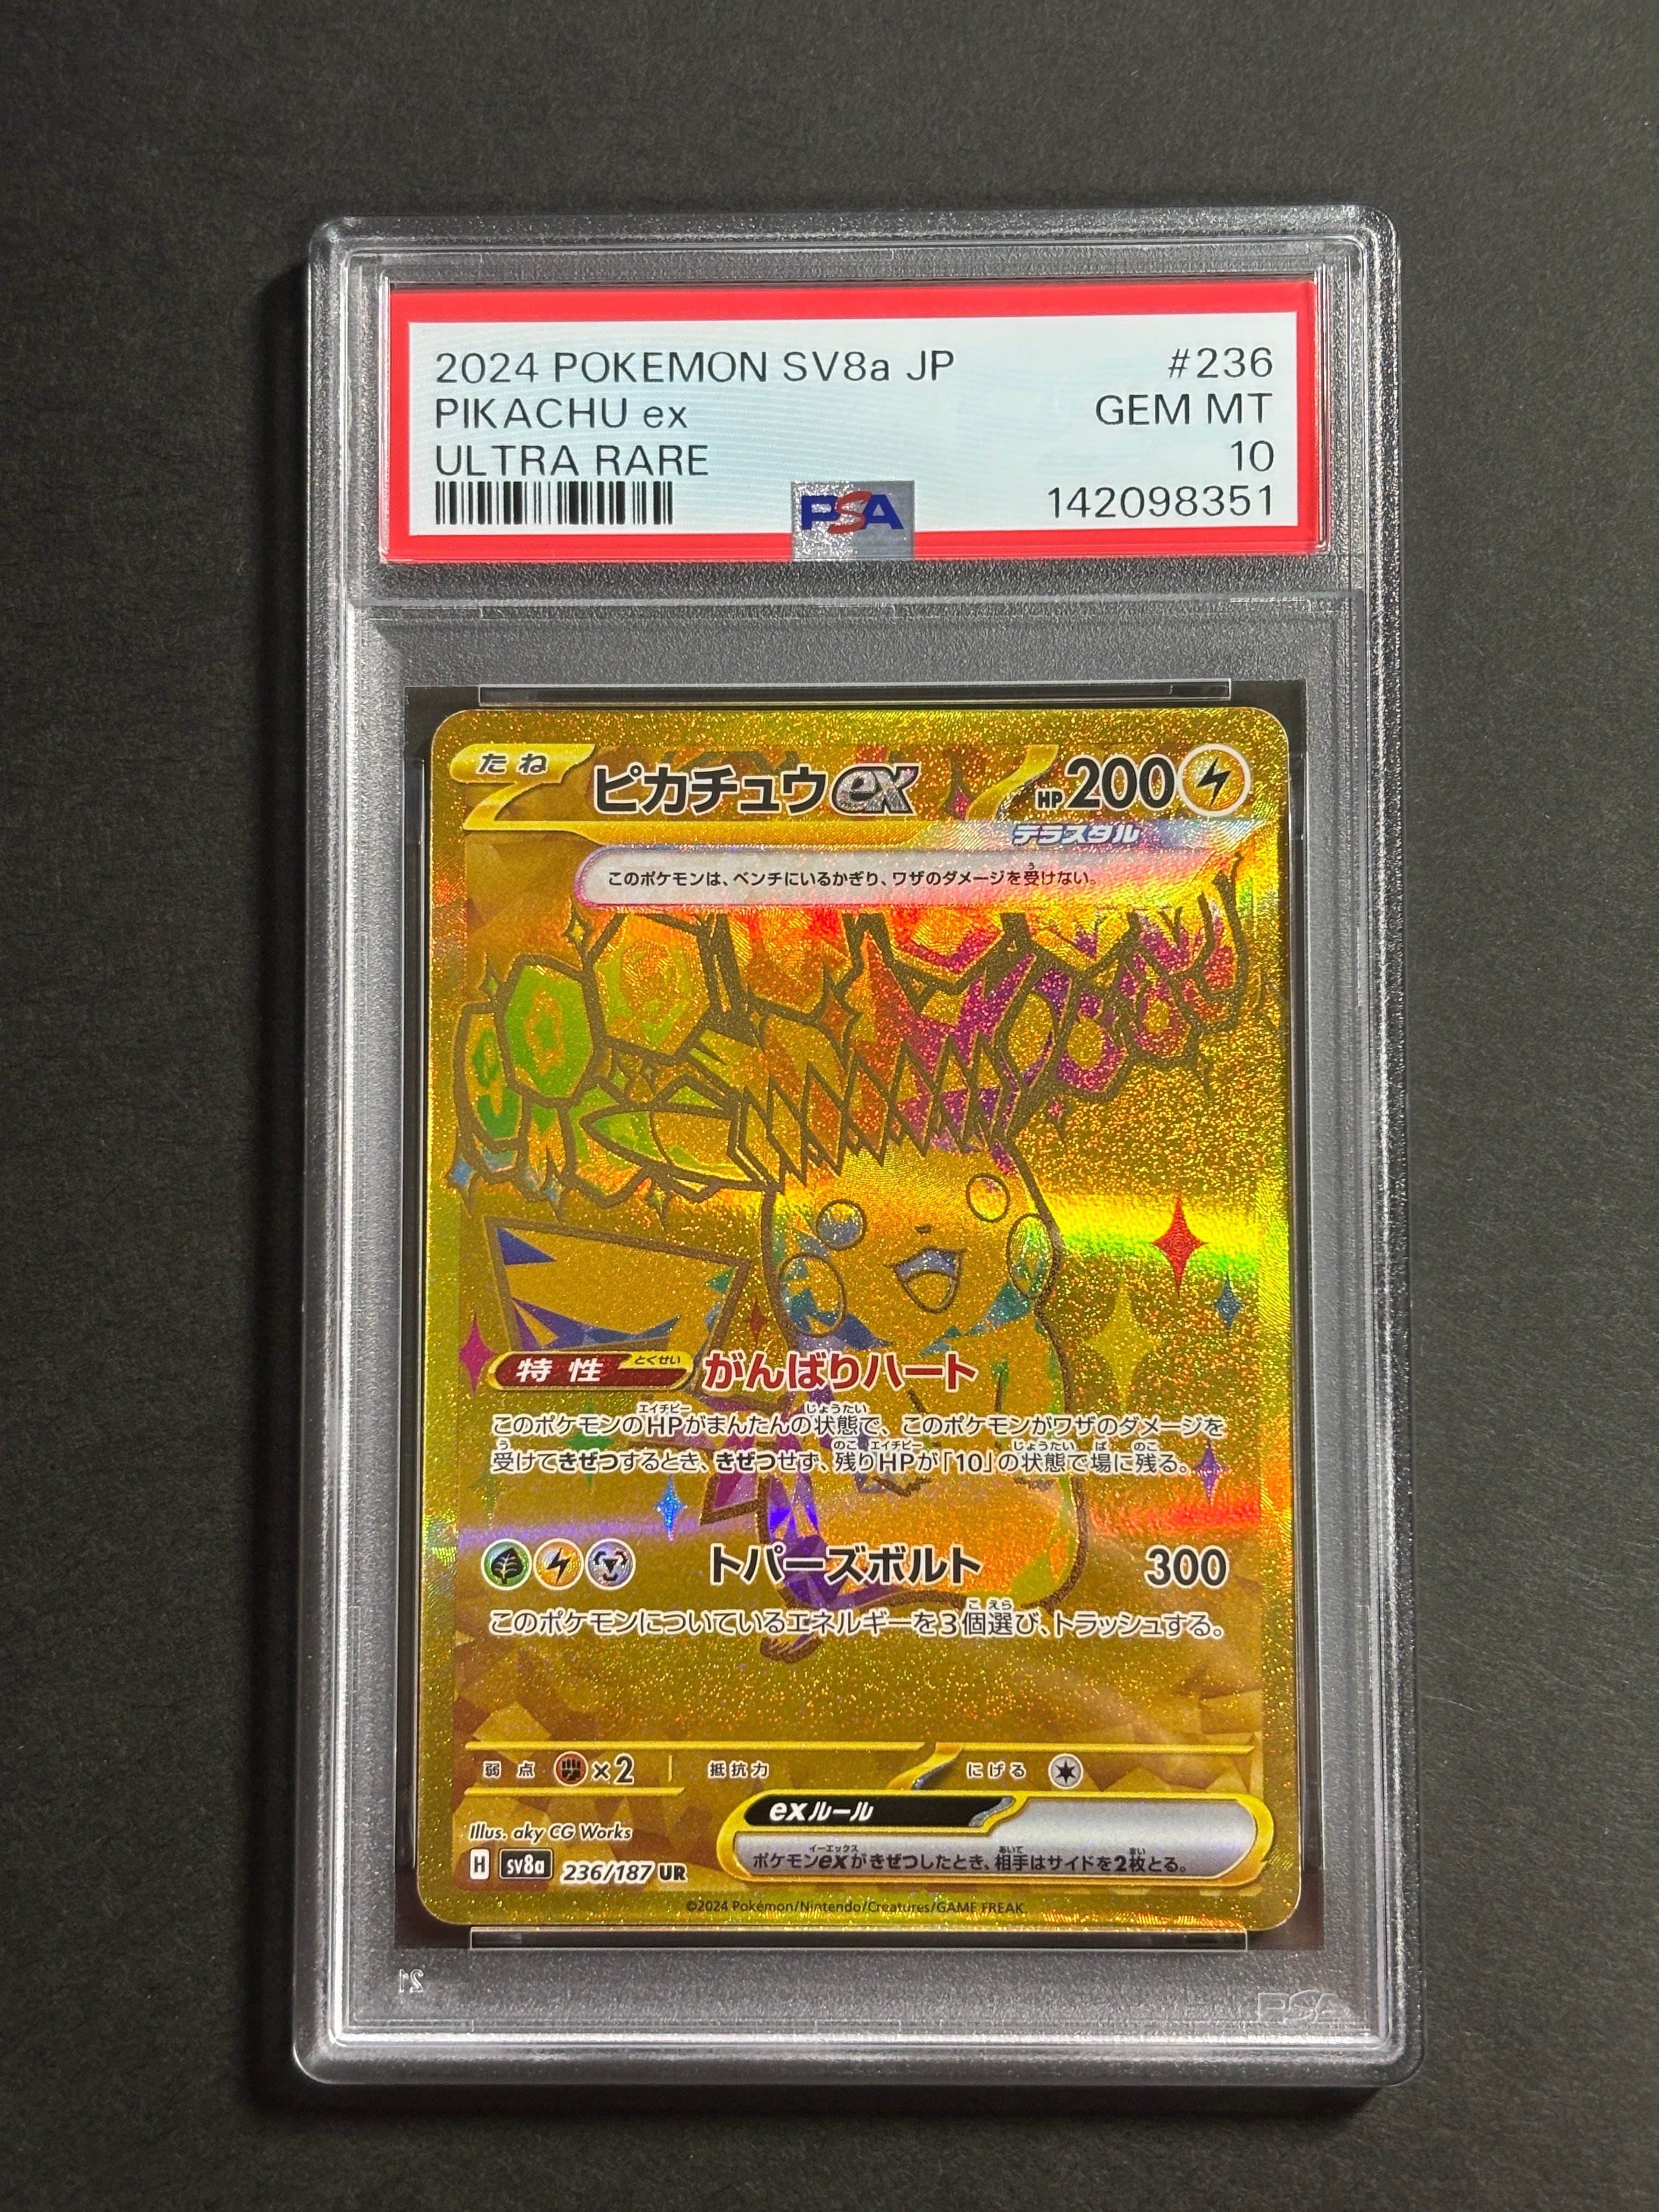 2024 POKEMON SV8a JP #236
PIKACHU ex GEM MT
ULTRA RARE 10
PSA 142098351
たね ピカチュウex HP200
テラスタル
このポケモンは、ベンチにいるかぎり、ワザのダメージを受けない。
特性 とくせい がんばりハート
このポケモンのHPがまんたんの状態で、このポケモンがワザのダメージを
受けてきぜつするとき、きぜつせず、残りHPが「10」の状態で場に残る。
トパーズボルト 300
このポケモンについているエネルギーを3個選び、トラッシュする。
弱点 ×2 抵抗力 にげる
exルール
ポケモンexがきぜつしたとき、相手はサイドを2枚とる。
Illus. aky CG Works
H sv8a 236/187 UR
©2024 Pokémon/Nintendo/Creatures/GAME FREAK
21 PSA